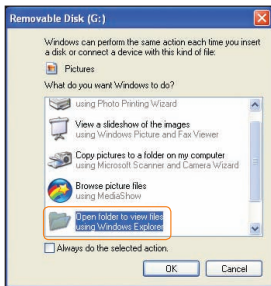 Removable Disk (G:)
Windows can perform the same action each time you insert
a disk or connect a device with this kind of file:
Pictures
What do you want Windows to do?
using Photo Printing Wizard
View a slideshow of the images
using Windows Picture and Fax Viewer
Copy pictures to a folder on my computer
using Microsoft Scanner and Camera Wizard
Browse picture files
using MediaShow
Open folder to view files
using Windows Explorer
Always do the selected action.
OK
Cancel